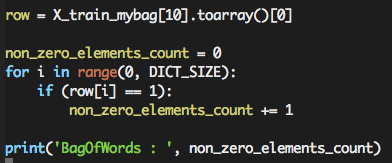 row = X_train_mybag[10].toarray()[0]
non_zero_elements_count = 0
for i in range(0, DICT_SIZE):
    if (row[i] == 1):
        non_zero_elements_count += 1
print('BagOfWords : ', non_zero_elements_count)